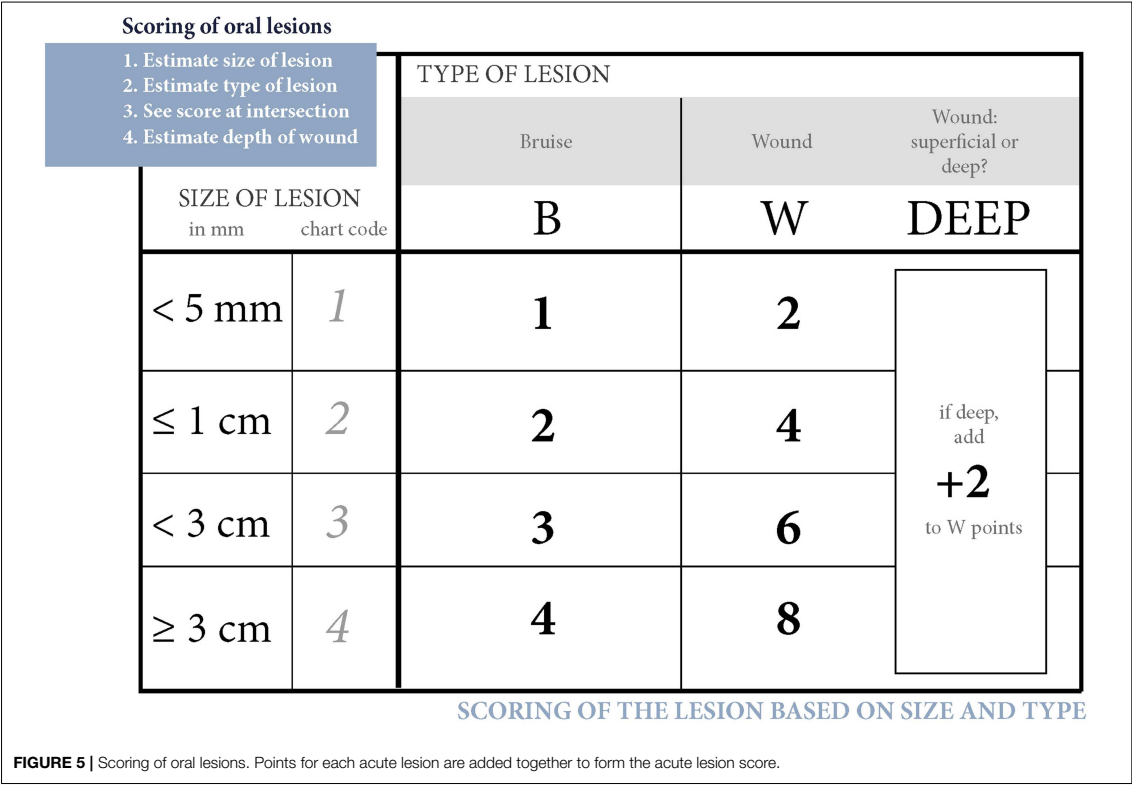 Scoring of oral lesions
1. Estimate size of lesion
2. Estimate type of lesion
3. See score at intersection
4. Estimate depth of wound
TYPE OF LESION
Bruise
Wound
Wound:
superficial or
deep?
SIZE OF LESION
in mm chart code
B W DEEP
< 5 mm 1 1 2
≤ 1 cm 2 2 4
if deep,
add
+2
to W points
< 3 cm 3 3 6
≥ 3 cm 4 4 8
SCORING OF THE LESION BASED ON SIZE AND TYPE
FIGURE 5 | Scoring of oral lesions. Points for each acute lesion are added together to form the acute lesion score.